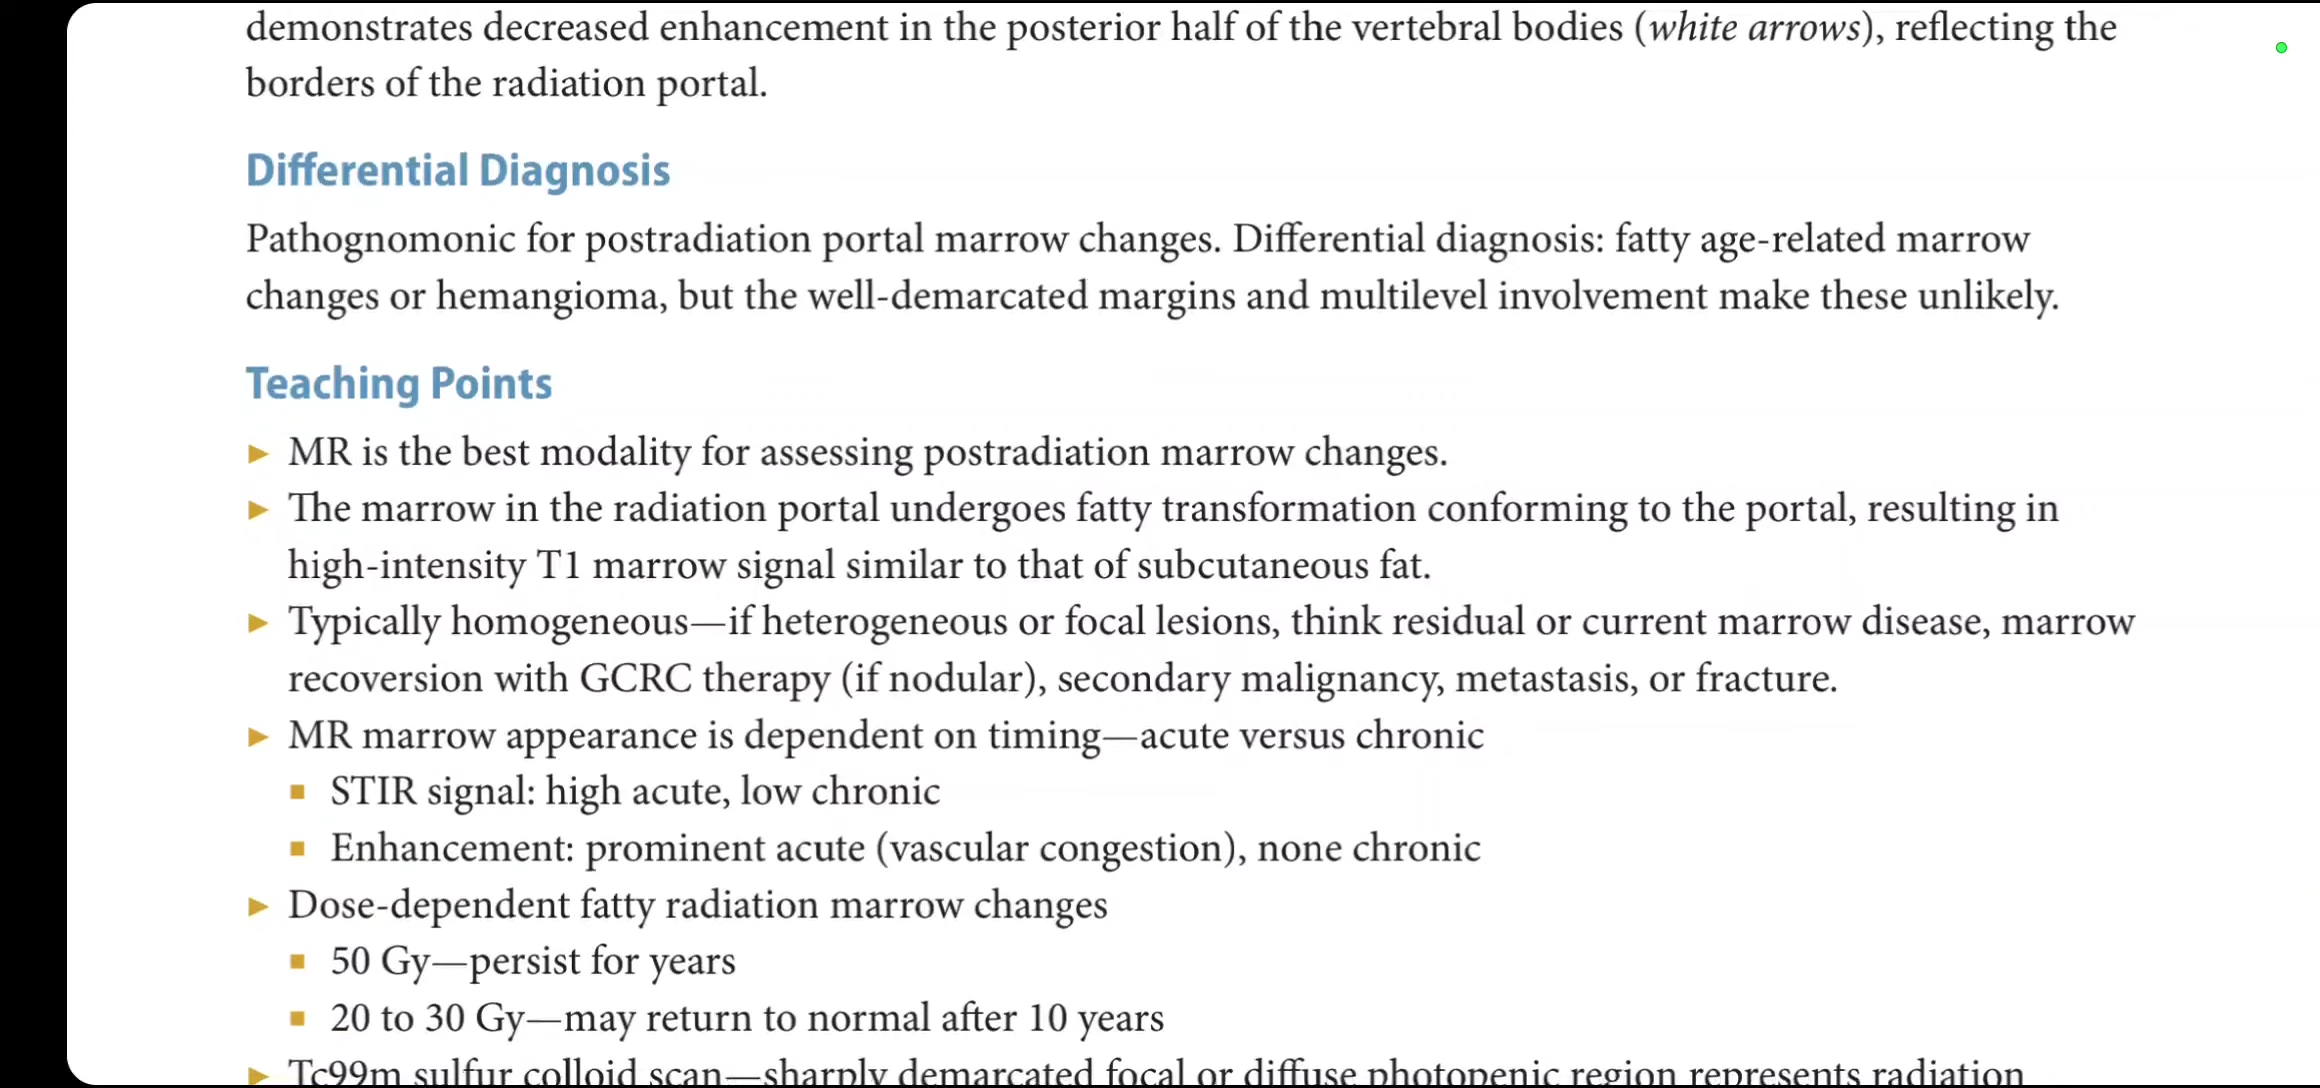 demonstrates decreased enhancement in the posterior half of the vertebral bodies (white arrows), reflecting the
borders of the radiation portal.
Differential Diagnosis
Pathognomonic for postradiation portal marrow changes. Differential diagnosis: fatty age-related marrow
changes or hemangioma, but the well-demarcated margins and multilevel involvement make these unlikely.
Teaching Points
► MR is the best modality for assessing postradiation marrow changes.
► The marrow in the radiation portal undergoes fatty transformation conforming to the portal, resulting in
high-intensity T1 marrow signal similar to that of subcutaneous fat.
► Typically homogeneous—if heterogeneous or focal lesions, think residual or current marrow disease, marrow
recoversion with GCRC therapy (if nodular), secondary malignancy, metastasis, or fracture.
► MR marrow appearance is dependent on timing—acute versus chronic
■ STIR signal: high acute, low chronic
■ Enhancement: prominent acute (vascular congestion), none chronic
► Dose-dependent fatty radiation marrow changes
■ 50 Gy—persist for years
■ 20 to 30 Gy—may return to normal after 10 years
► Tc99m sulfur colloid scan—sharply demarcated focal or diffuse photopenic region represents radiation